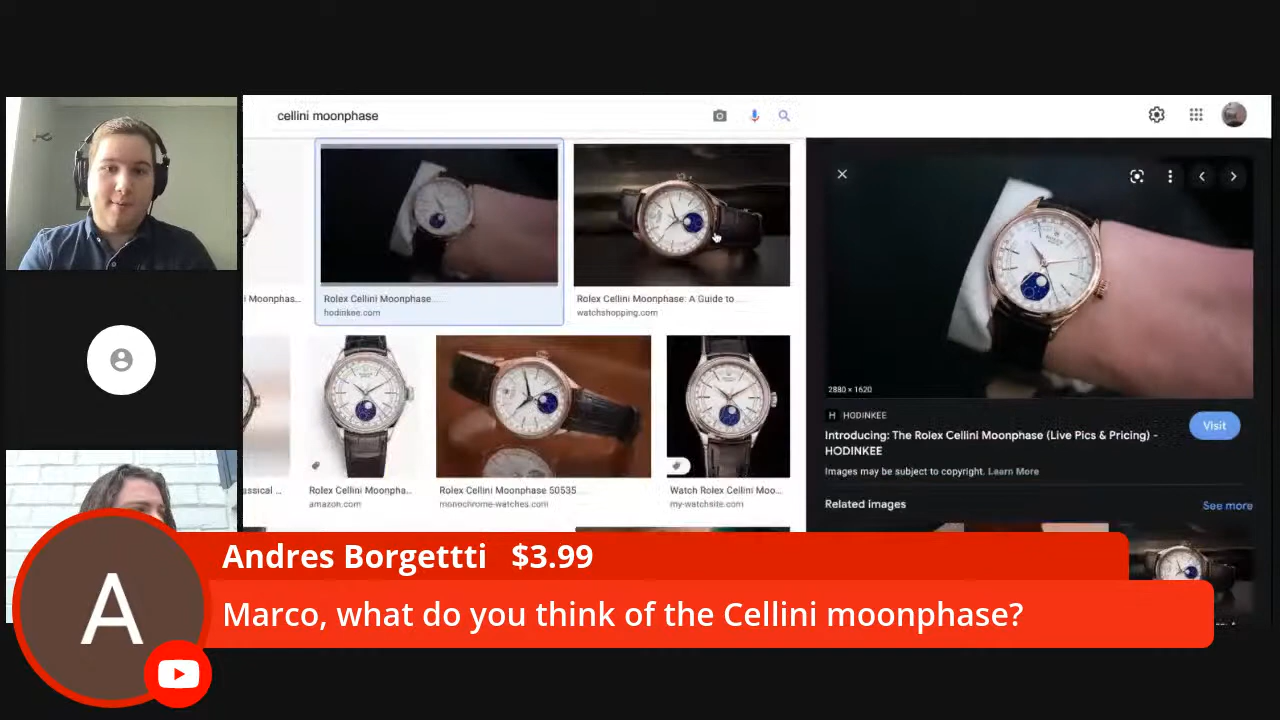 cellini moonphase
i Moonphas...
Rolex Cellini Moonphase
hodinkee.com
Rolex Cellini Moonphase: A Guide to
watchshopping.com
assical ...
Rolex Cellini Moonpha...
amazon.com
Rolex Cellini Moonphase 50535
monochrome-watches.com
Watch Rolex Cellini Moo...
my-watchsite.com
2880 × 1620
H HODINKEE
Introducing: The Rolex Cellini Moonphase (Live Pics & Pricing) -
HODINKEE
Visit
Images may be subject to copyright. Learn More
Related images
See more
Andres Borgettti $3.99
A
Marco, what do you think of the Cellini moonphase?